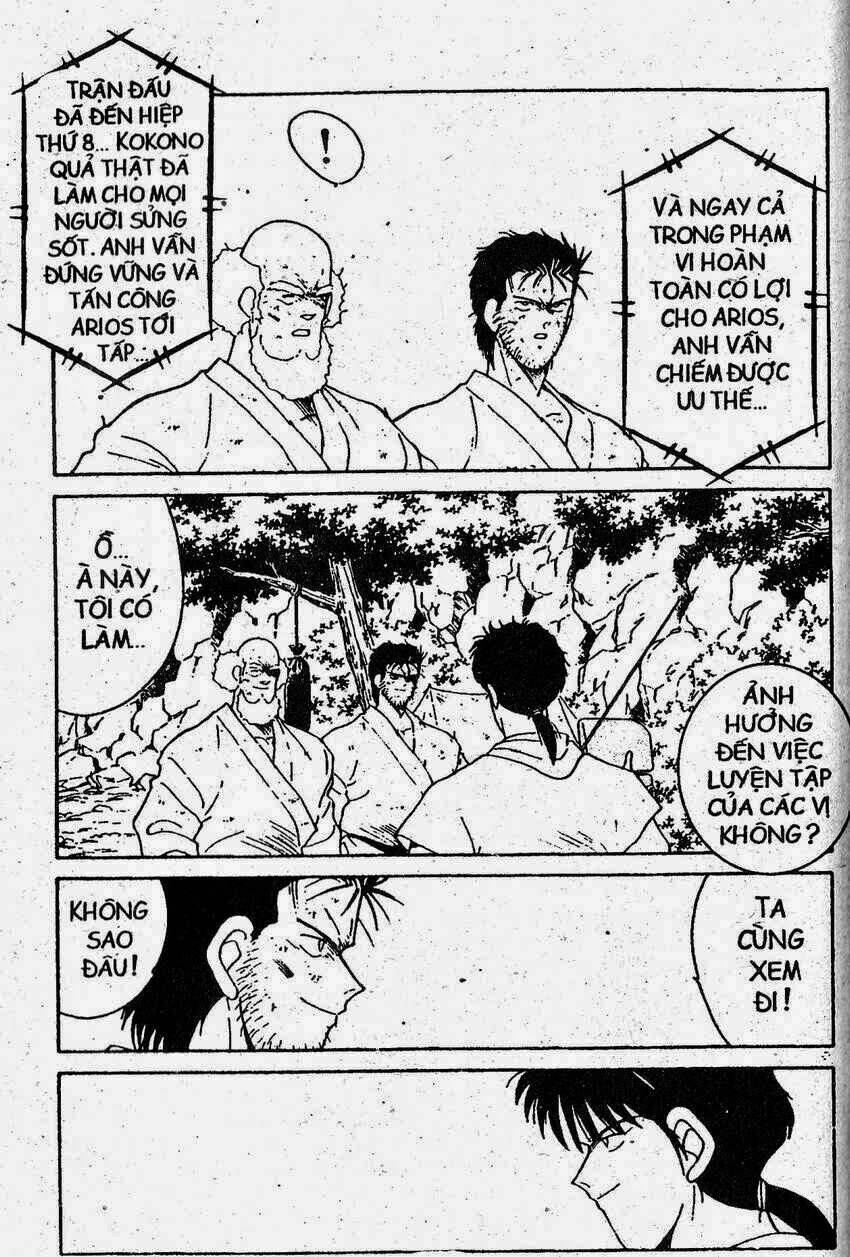 TRẬN ĐẤU
ĐÃ ĐẾN HIỆP
THỨ 8... KOKONO
QUẢ THẬT ĐÃ
LÀM CHO MỌI
NGƯỜI SỬNG
SỐT. ANH VẪN
ĐỨNG VỮNG VÀ
TẤN CÔNG
ARIOS TỚI
TẤP...
!
VÀ NGAY CẢ
TRONG PHẠM
VI HOÀN
TOÀN CÓ LỢI
CHO ARIOS,
ANH VẪN
CHIẾM ĐƯỢC
ƯU THẾ...
Ồ...
À NÀY,
TÔI CÓ
LÀM...
ẢNH
HƯỞNG
ĐẾN VIỆC
LUYỆN TẬP
CỦA CÁC VỊ
KHÔNG?
KHÔNG
SAO
ĐÂU!
TA
CÙNG
XEM
ĐI!